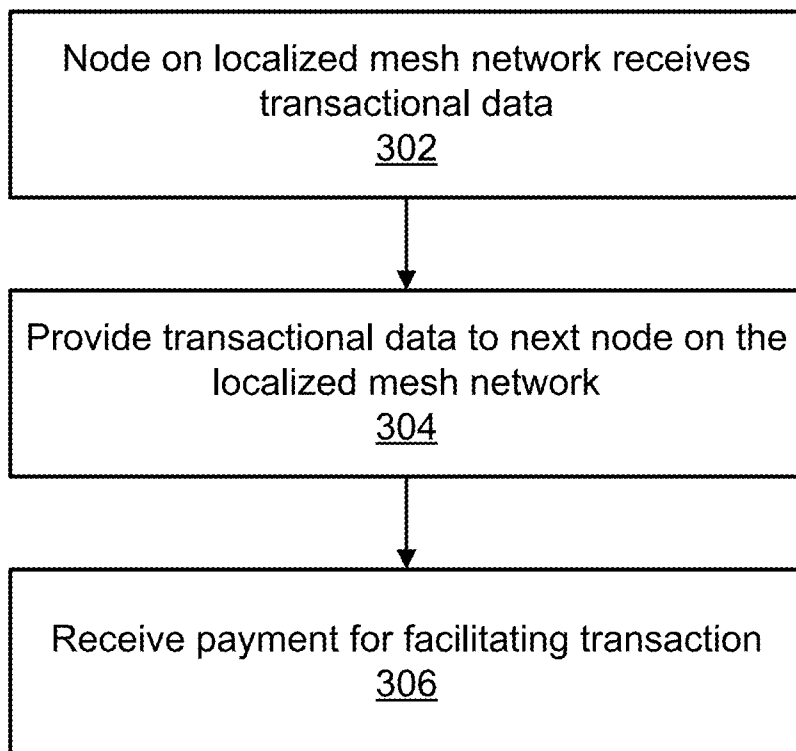 Node on localized mesh network receives
transactional data
302
Provide transactional data to next node on the
localized mesh network
304
Receive payment for facilitating transaction
306